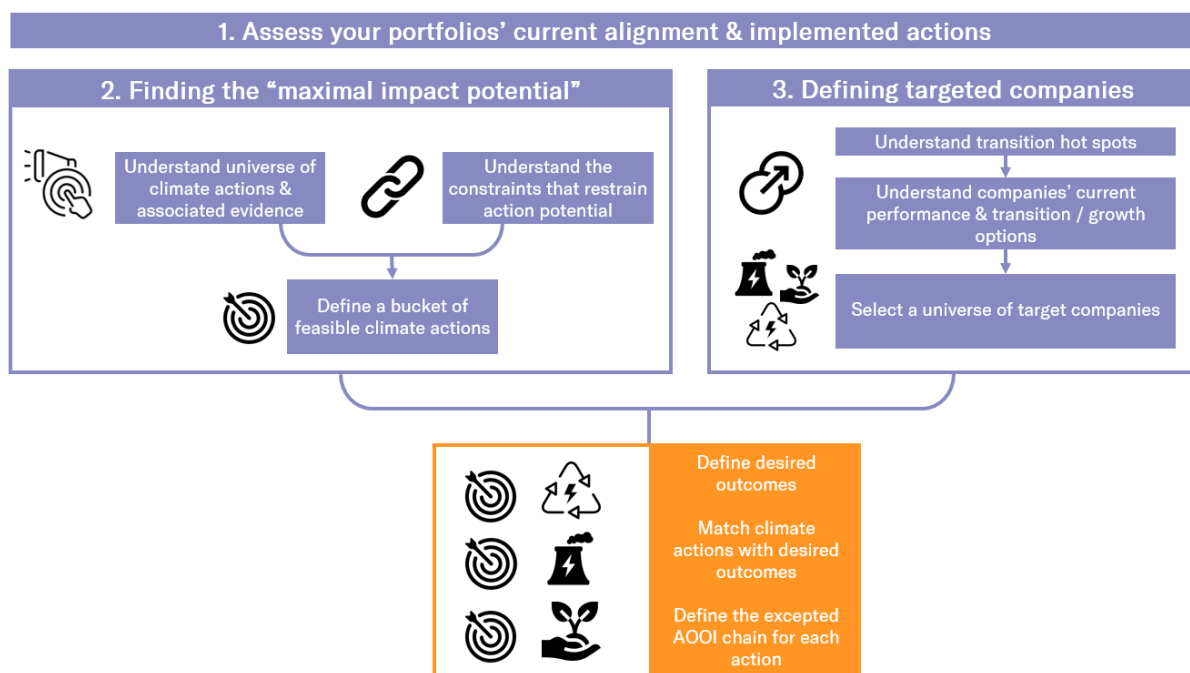 1. Assess your portfolios' current alignment & implemented actions
2. Finding the “maximal impact potential”
Understand universe of
climate actions &
associated evidence
Understand the
constraints that restrain
action potential
Define a bucket of
feasible climate actions
3. Defining targeted companies
Understand transition hot spots
Understand companies' current
performance & transition / growth
options
Select a universe of target companies
Define desired
outcomes
Match climate
actions with desired
outcomes
Define the excepted
AOOI chain for each
action